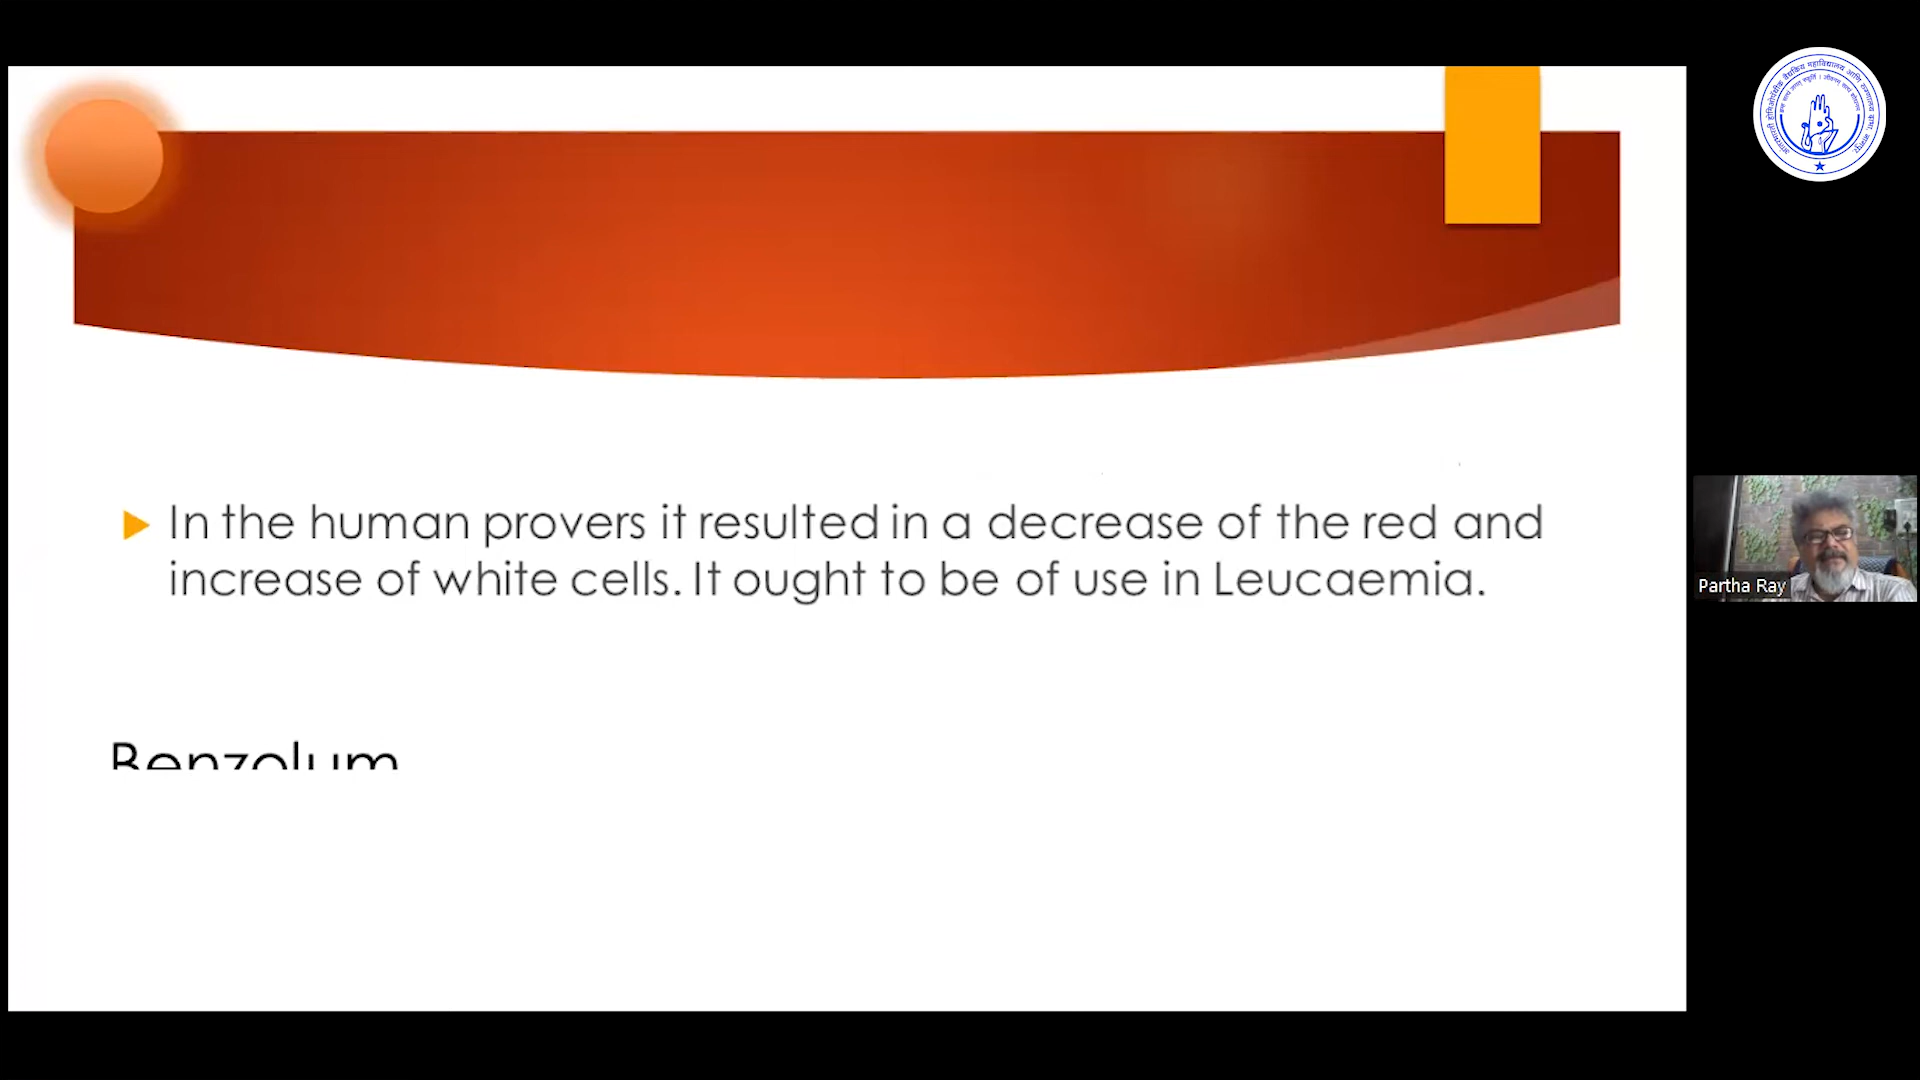 In the human provers it resulted in a decrease of the red and
increase of white cells. It ought to be of use in Leucaemia.
Benzolum
Partha Ray